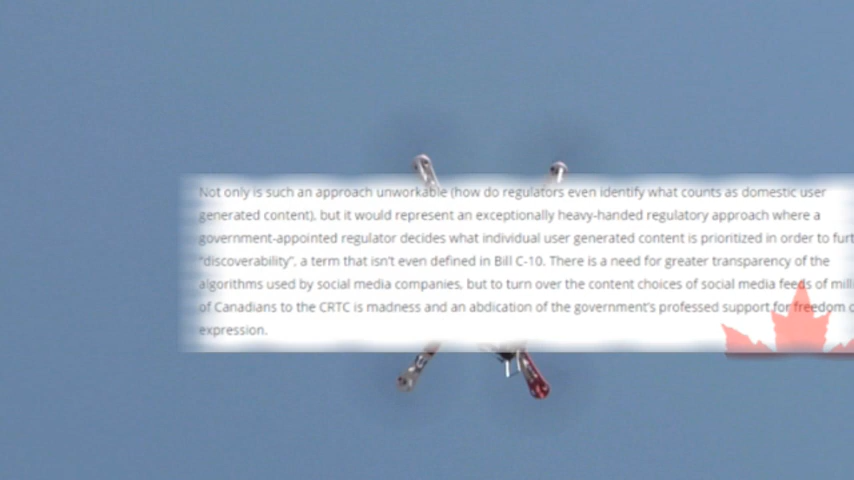 Not only is such an approach unworkable (how do regulators even identify what counts as domestic user
generated content), but it would represent an exceptionally heavy-handed regulatory approach where a
government-appointed regulator decides what individual user generated content is prioritized in order to furt
"discoverability", a term that isn't even defined in Bill C-10. There is a need for greater transparency of the
algorithms used by social media companies, but to turn over the content choices of social media feeds of mill
of Canadians to the CRTC is madness and an abdication of the government's professed support for freedom o
expression.